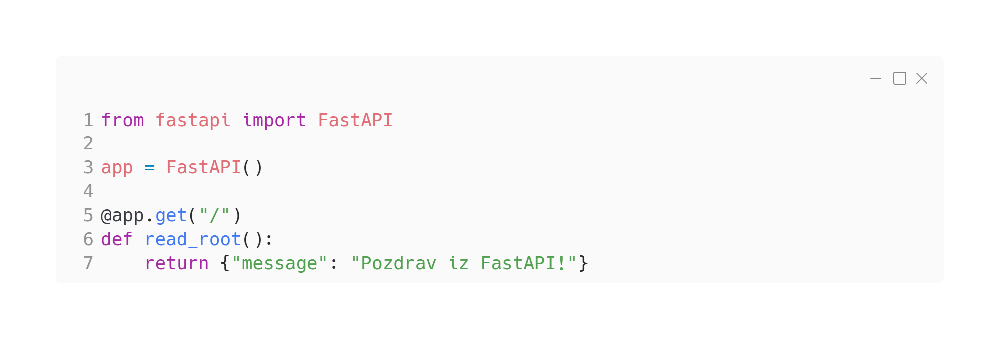 1 from fastapi import FastAPI
2
3 app = FastAPI()
4
5 @app.get("/")
6 def read_root():
7     return {"message": "Pozdrav iz FastAPI!"}